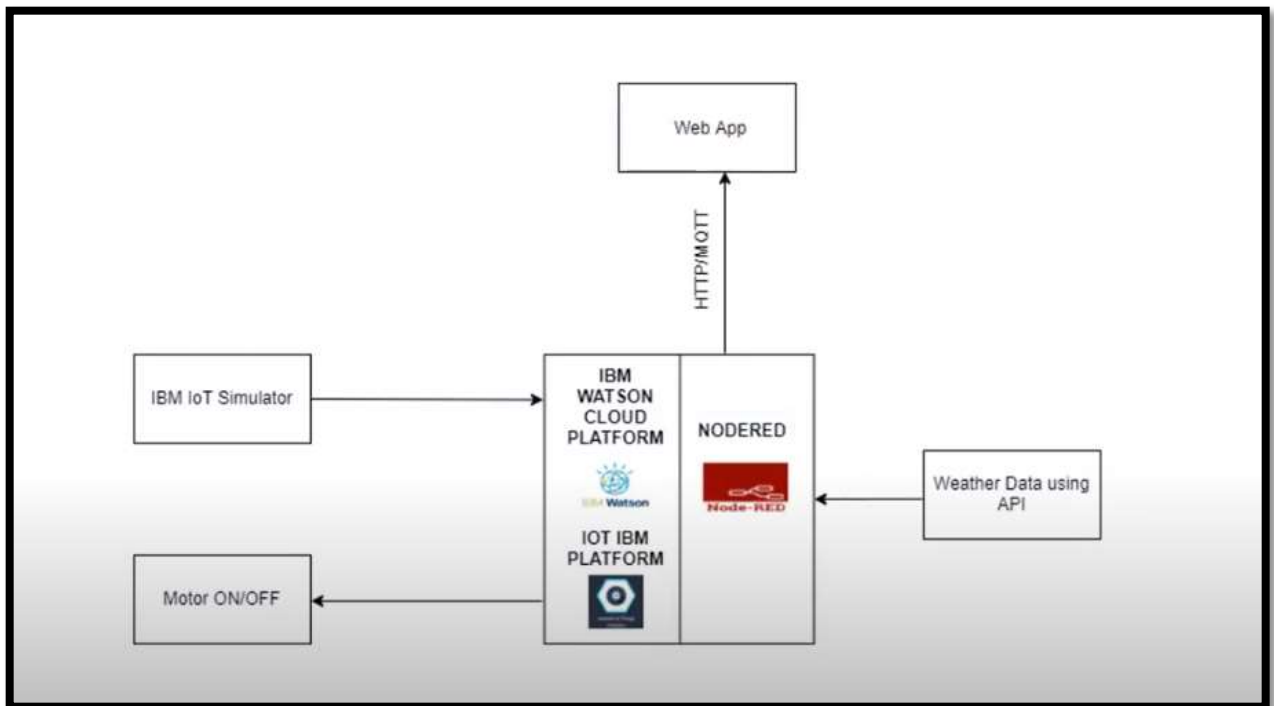 Web App
HTTP/MQTT
IBM IoT Simulator
IBM
WATSON
CLOUD
PLATFORM
NODERED
IBM Watson
Node-RED
Weather Data using
API
IOT IBM
PLATFORM
Motor ON/OFF